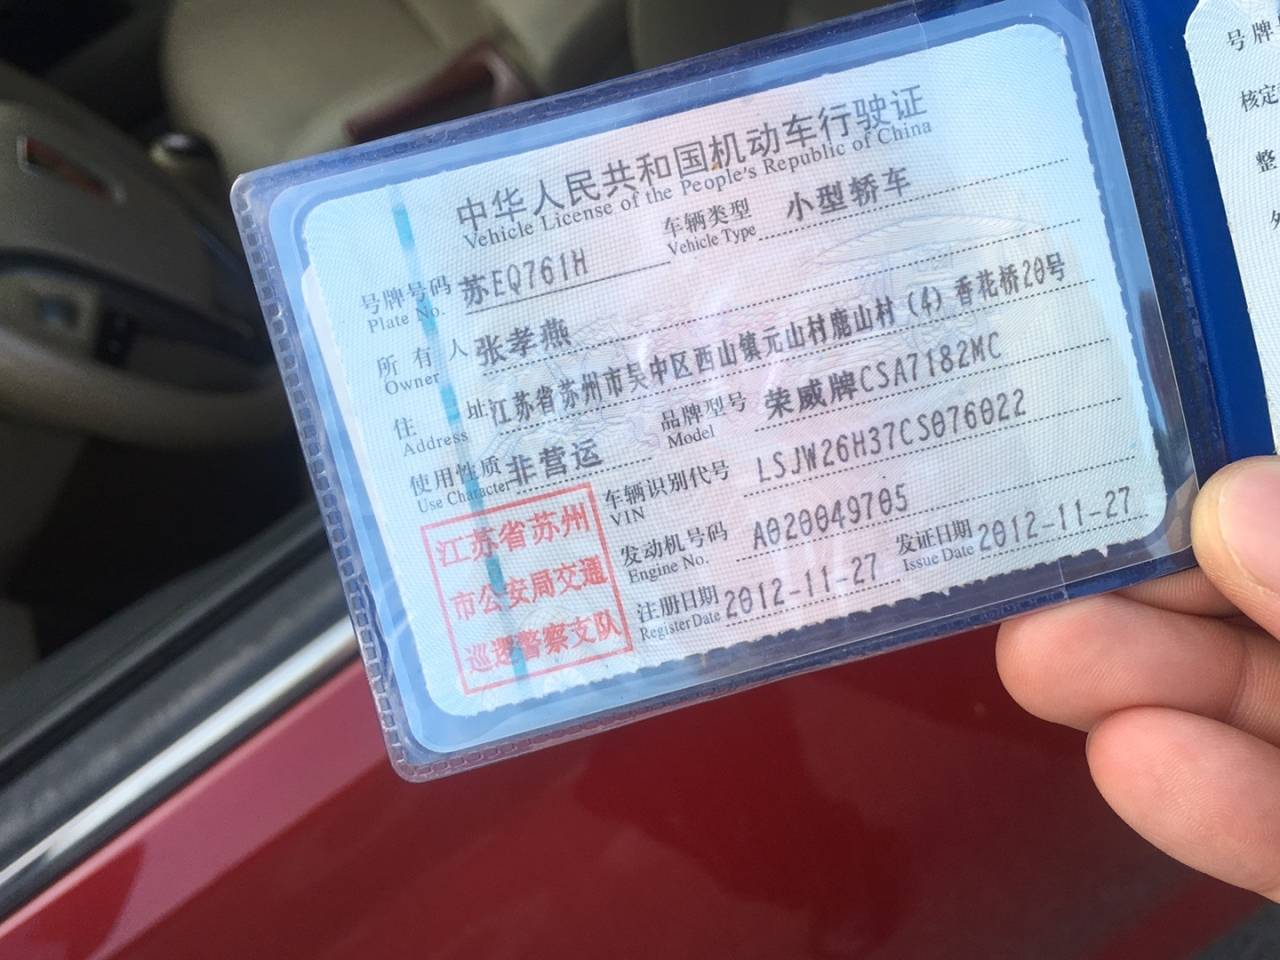 中华人民共和国机动车行驶证
Vehicle License of the People's Republic of China
号牌号码 苏EQ761H 车辆类型 小型轿车
Plate No. Vehicle Type
所有人 张孝燕
Owner
住址 江苏省苏州市吴中区西山镇元山村鹿山村(4)香花桥20号
Address
使用性质 非营运 品牌型号 荣威牌CSA7182MC
Use Character Model
车辆识别代号 LSJW26H37CS076022
VIN
发动机号码 A020049705
Engine No.
注册日期 2012-11-27 发证日期 2012-11-27
Register Date Issue Date
江苏省苏州
市公安局交通
巡逻警察支队
号牌
核定
整